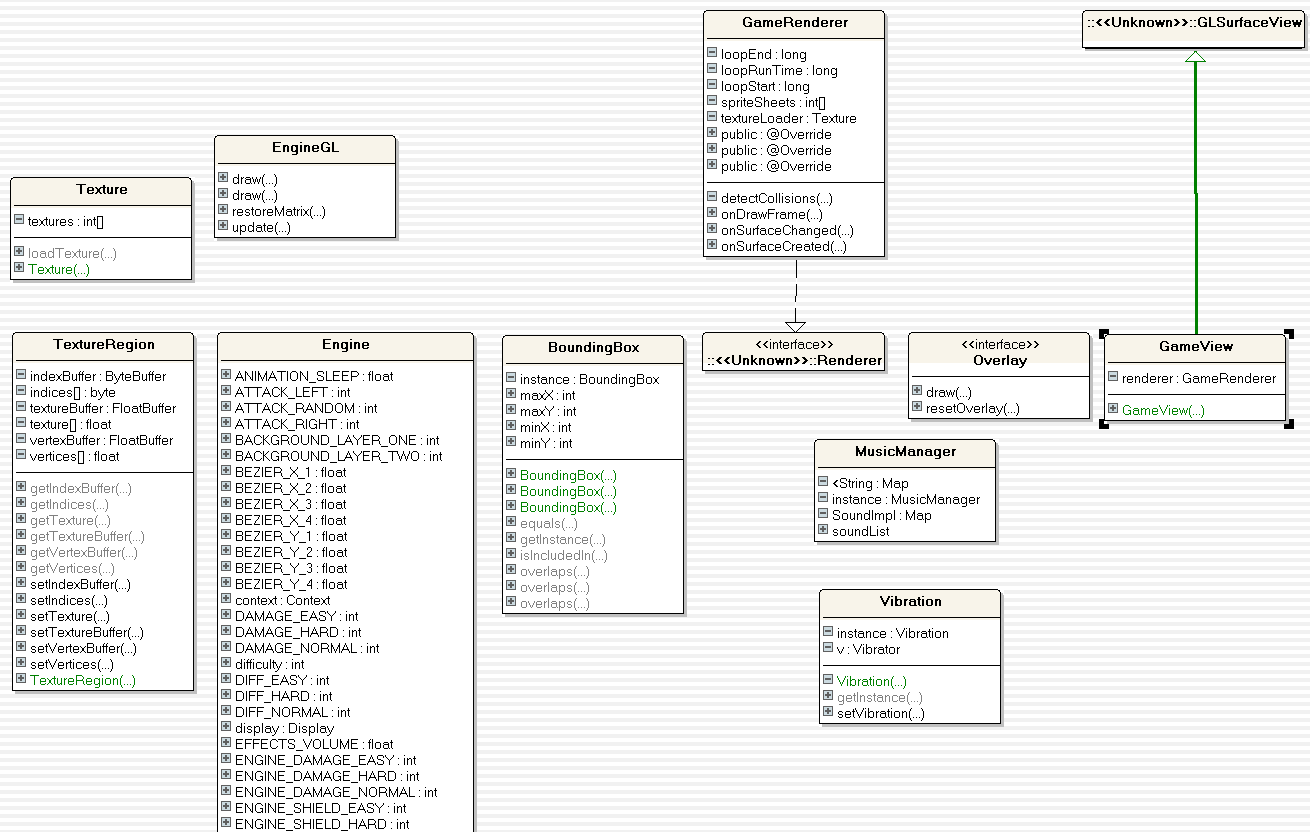 GameRenderer
loopEnd : long
loopRunTime : long
loopStart : long
spriteSheets : int[]
textureLoader : Texture
public : @Override
public : @Override
public : @Override
detectCollisions(...)
onDrawFrame(...)
onSurfaceChanged(...)
onSurfaceCreated(...)
::<<Unknown>>::GLSurfaceView
EngineGL
draw(...)
draw(...)
restoreMatrix(...)
update(...)
Texture
textures : int[]
loadTexture(...)
Texture(...)
TextureRegion
indexBuffer : ByteBuffer
indices[] : byte
textureBuffer : FloatBuffer
texture[] : float
vertexBuffer : FloatBuffer
vertices[] : float
getIndexBuffer(...)
getIndices(...)
getTexture(...)
getTextureBuffer(...)
getVertexBuffer(...)
getVertices(...)
setIndexBuffer(...)
setIndices(...)
setTexture(...)
setTextureBuffer(...)
setVertexBuffer(...)
setVertices(...)
TextureRegion(...)
Engine
ANIMATION_SLEEP : float
ATTACK_LEFT : int
ATTACK_RANDOM : int
ATTACK_RIGHT : int
BACKGROUND_LAYER_ONE : int
BACKGROUND_LAYER_TWO : int
BEZIER_X_1 : float
BEZIER_X_2 : float
BEZIER_X_3 : float
BEZIER_X_4 : float
BEZIER_Y_1 : float
BEZIER_Y_2 : float
BEZIER_Y_3 : float
BEZIER_Y_4 : float
context : Context
DAMAGE_EASY : int
DAMAGE_HARD : int
DAMAGE_NORMAL : int
difficulty : int
DIFF_EASY : int
DIFF_HARD : int
DIFF_NORMAL : int
display : Display
EFFECTS_VOLUME : float
ENGINE_DAMAGE_EASY : int
ENGINE_DAMAGE_HARD : int
ENGINE_DAMAGE_NORMAL : int
ENGINE_SHIELD_EASY : int
ENGINE_SHIELD_HARD : int
BoundingBox
instance : BoundingBox
maxX : int
maxY : int
minX : int
minY : int
BoundingBox(...)
BoundingBox(...)
BoundingBox(...)
equals(...)
getInstance(...)
isIncludedIn(...)
overlaps(...)
overlaps(...)
overlaps(...)
<<interface>>
::<<Unknown>>::Renderer
<<interface>>
Overlay
draw(...)
resetOverlay(...)
GameView
renderer : GameRenderer
GameView(...)
MusicManager
<String : Map
instance : MusicManager
SoundImpl : Map
soundList
Vibration
instance : Vibration
v : Vibrator
Vibration(...)
getInstance(...)
setVibration(...)